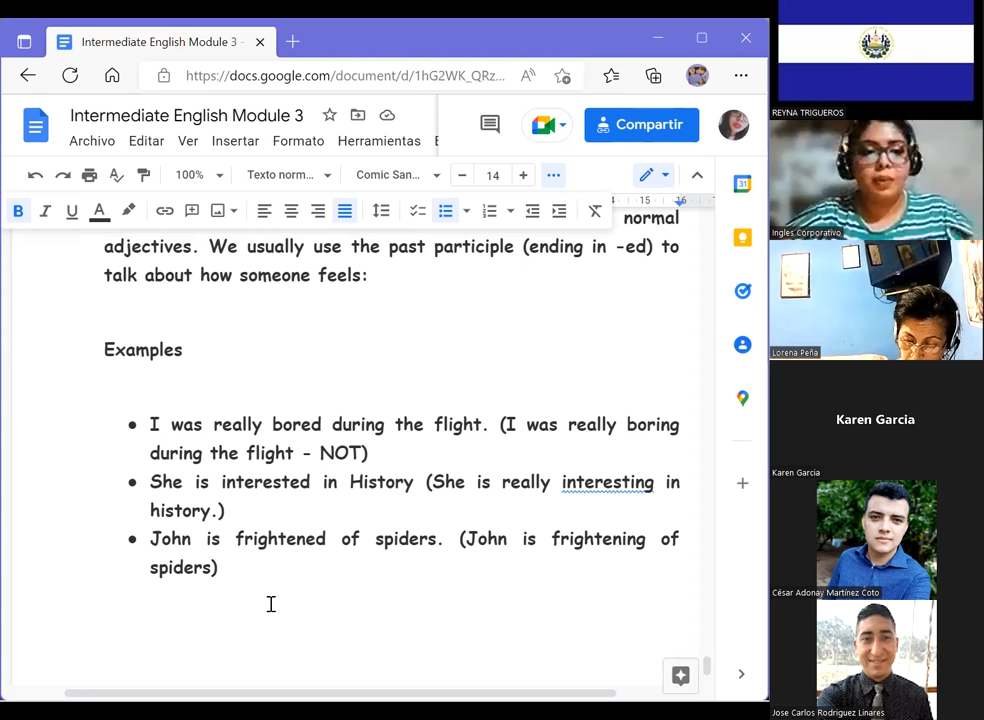 Intermediate English Module 3 -
https://docs.google.com/document/d/1hG2WK_QRz...
Intermediate English Module 3
Compartir
Archivo Editar Ver Insertar Formato Herramientas E
100% Texto norm... Comic San... – 14 +
B I U A
15 16
normal
adjectives. We usually use the past participle (ending in -ed) to
talk about how someone feels:
Examples
• I was really bored during the flight. (I was really boring
during the flight - NOT)
• She is interested in History (She is really interesting in
history.)
• John is frightened of spiders. (John is frightening of
spiders)
31
REYNA TRIGUEROS
Ingles Corporativo
Lorena Peña
Karen Garcia
Karen Garcia
César Adonay Martínez Coto
Jose Carlos Rodriguez Linares